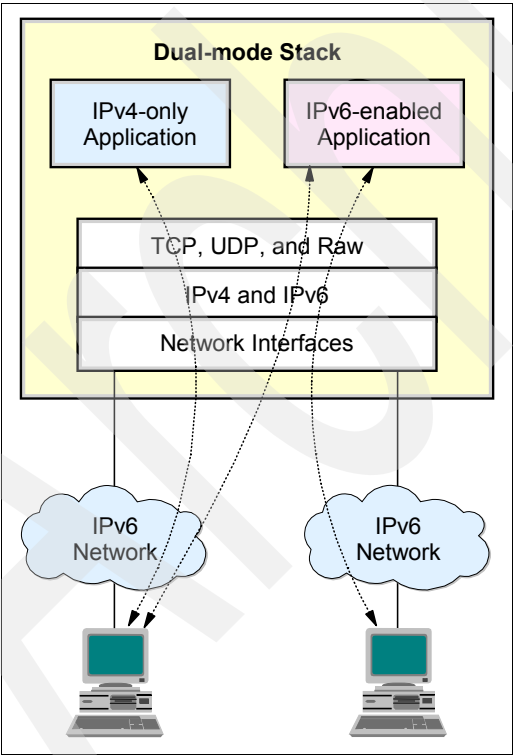 Dual-mode Stack
IPv4-only
Application
IPv6-enabled
Application
TCP, UDP, and Raw
IPv4 and IPv6
Network Interfaces
IPv6
Network
IPv6
Network